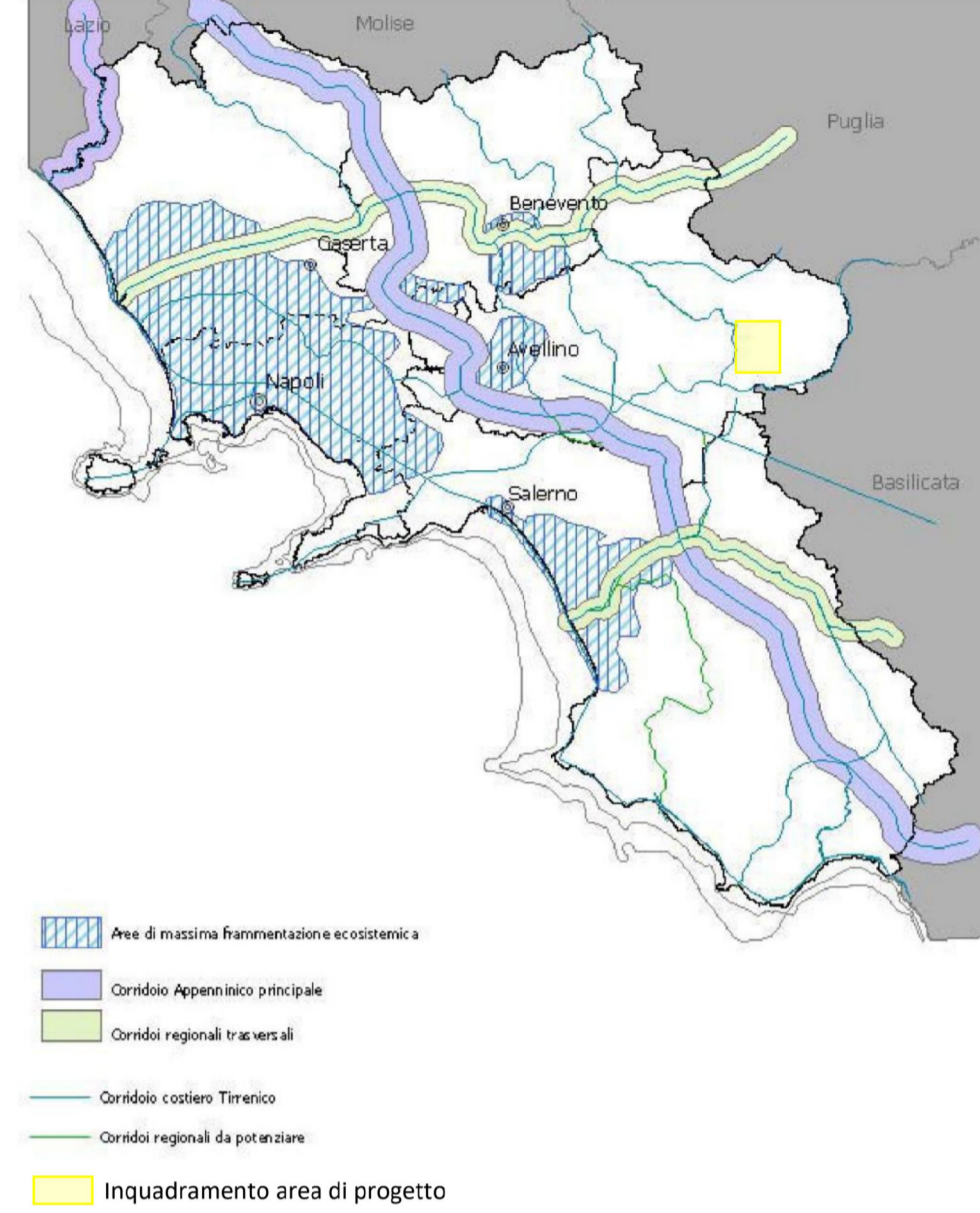 Lazio
Molise
Puglia
Benevento
Caserta
Avellino
Napoli
Basilicata
Salerno
Aree di massima frammentazione ecosistemica
Corridoio Appenninico principale
Corridoi regionali trasversali
Corridoio costiero Tirrenico
Corridoi regionali da potenziare
Inquadramento area di progetto